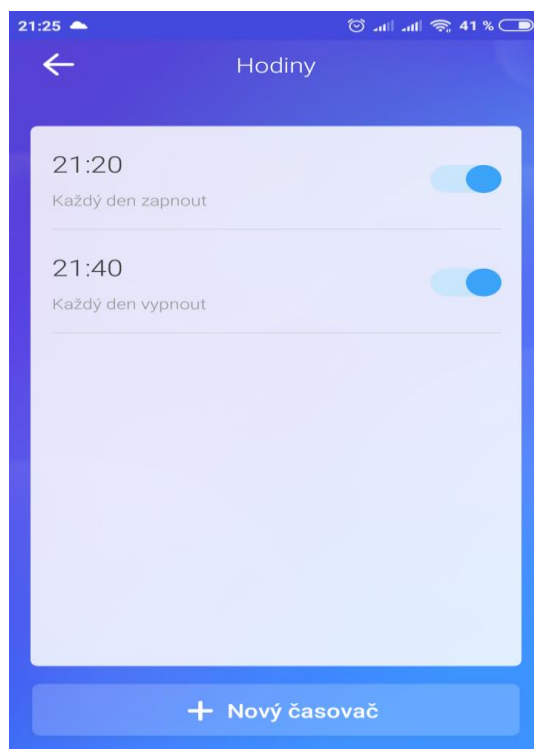 21:25 41 %
Hodiny
21:20
Každý den zapnout
21:40
Každý den vypnout
+ Nový časovač